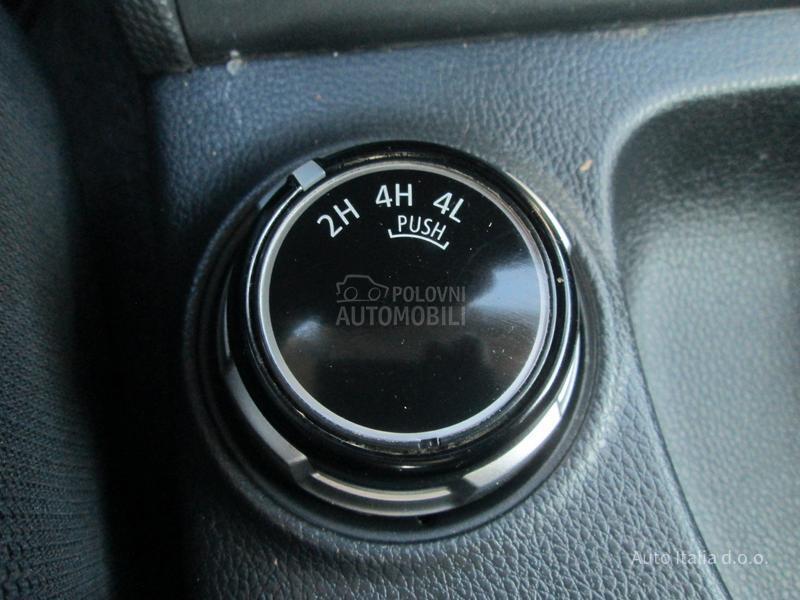 2H 4H 4L
PUSH
POLOVNI
AUTOMOBILI
Auto Italia d.o.o.